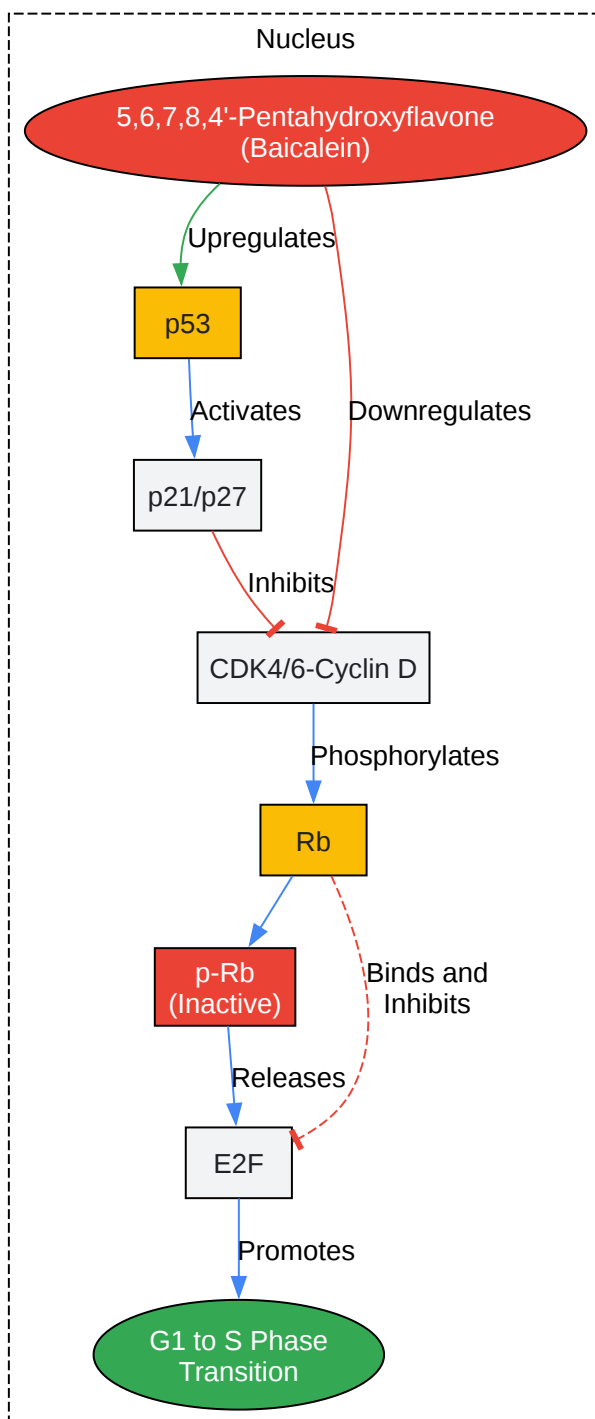 Nucleus
5,6,7,8,4'-Pentahydroxyflavone
(Baicalein)
Upregulates
p53
Activates
Downregulates
p21/p27
Inhibits
CDK4/6-Cyclin D
Phosphorylates
Rb
p-Rb
(Inactive)
Binds and
Inhibits
Releases
E2F
Promotes
G1 to S Phase
Transition